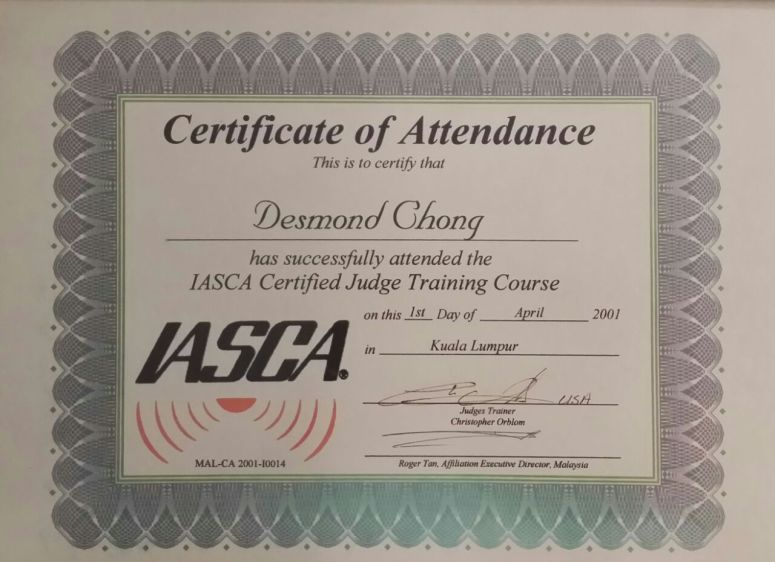 Certificate of Attendance
This is to certify that
Desmond Chong
has successfully attended the
IASCA Certified Judge Training Course
on this 1st Day of April 2001
in Kuala Lumpur
IASCA®
USA
Judges Trainer
Christopher Orblom
MAL-CA 2001-I0014
Roger Tan, Affiliation Executive Director, Malaysia